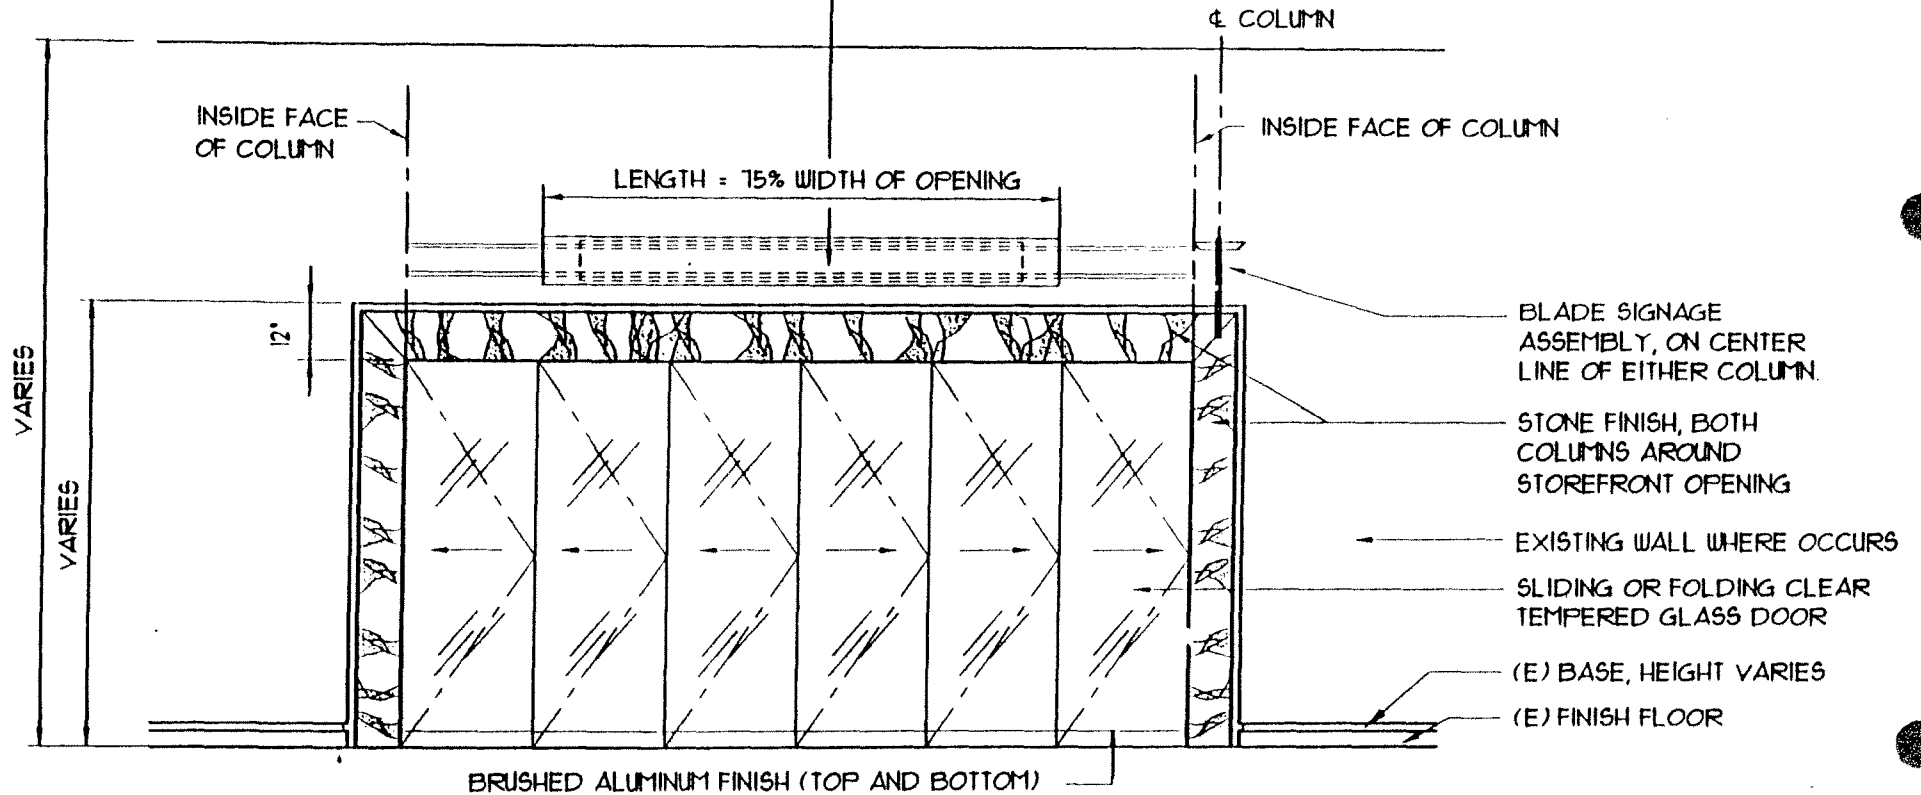 ℄ COLUMN
INSIDE FACE
OF COLUMN
INSIDE FACE OF COLUMN
LENGTH = 75% WIDTH OF OPENING
12"
VARIES
VARIES
BLADE SIGNAGE
ASSEMBLY, ON CENTER
LINE OF EITHER COLUMN.
STONE FINISH, BOTH
COLUMNS AROUND
STOREFRONT OPENING
EXISTING WALL WHERE OCCURS
SLIDING OR FOLDING CLEAR
TEMPERED GLASS DOOR
(E) BASE, HEIGHT VARIES
(E) FINISH FLOOR
BRUSHED ALUMINUM FINISH (TOP AND BOTTOM)